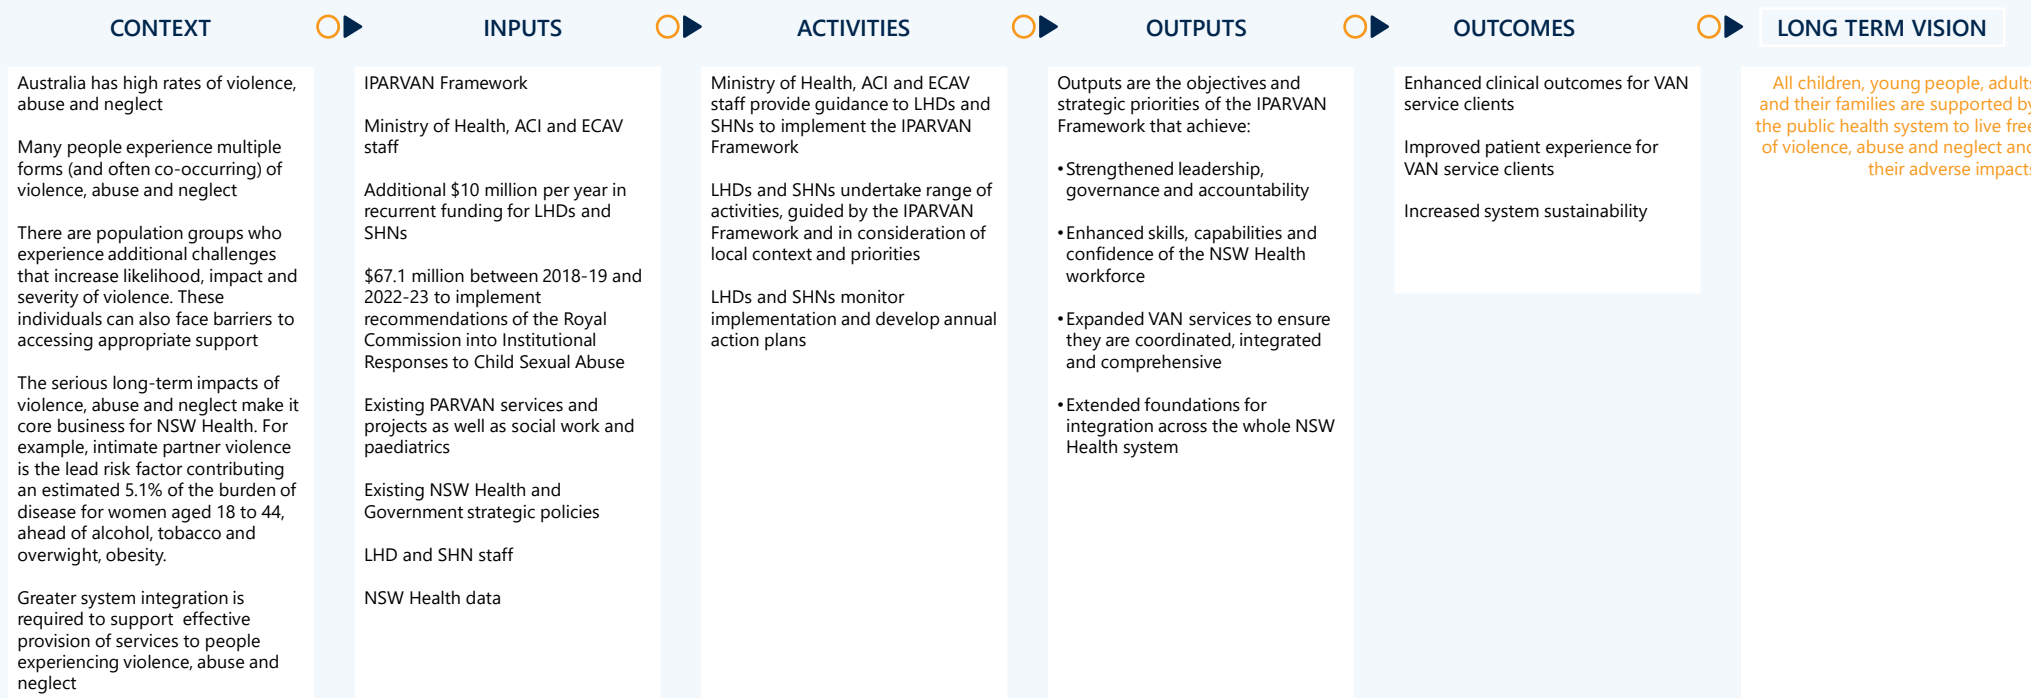 CONTEXT
Australia has high rates of violence,
abuse and neglect
Many people experience multiple
forms (and often co-occurring) of
violence, abuse and neglect
There are population groups who
experience additional challenges
that increase likelihood, impact and
severity of violence. These
individuals can also face barriers to
accessing appropriate support
The serious long-term impacts of
violence, abuse and neglect make it
core business for NSW Health. For
example, intimate partner violence
is the lead risk factor contributing
an estimated 5.1% of the burden of
disease for women aged 18 to 44,
ahead of alcohol, tobacco and
overwight, obesity.
Greater system integration is
required to support effective
provision of services to people
experiencing violence, abuse and
neglect
INPUTS
IPARVAN Framework
Ministry of Health, ACI and ECAV
staff
Additional $10 million per year in
recurrent funding for LHDs and
SHNs
$67.1 million between 2018-19 and
2022-23 to implement
recommendations of the Royal
Commission into Institutional
Responses to Child Sexual Abuse
Existing PARVAN services and
projects as well as social work and
paediatrics
Existing NSW Health and
Government strategic policies
LHD and SHN staff
NSW Health data
ACTIVITIES
Ministry of Health, ACI and ECAV
staff provide guidance to LHDs and
SHNs to implement the IPARVAN
Framework
LHDs and SHNs undertake range of
activities, guided by the IPARVAN
Framework and in consideration of
local context and priorities
LHDs and SHNs monitor
implementation and develop annual
action plans
OUTPUTS
Outputs are the objectives and
strategic priorities of the IPARVAN
Framework that achieve:
• Strengthened leadership,
governance and accountability
• Enhanced skills, capabilities and
confidence of the NSW Health
workforce
• Expanded VAN services to ensure
they are coordinated, integrated
and comprehensive
• Extended foundations for
integration across the whole NSW
Health system
OUTCOMES
Enhanced clinical outcomes for VAN
service clients
Improved patient experience for
VAN service clients
Increased system sustainability
LONG TERM VISION
All children, young people, adults
and their families are supported by
the public health system to live free
of violence, abuse and neglect and
their adverse impacts